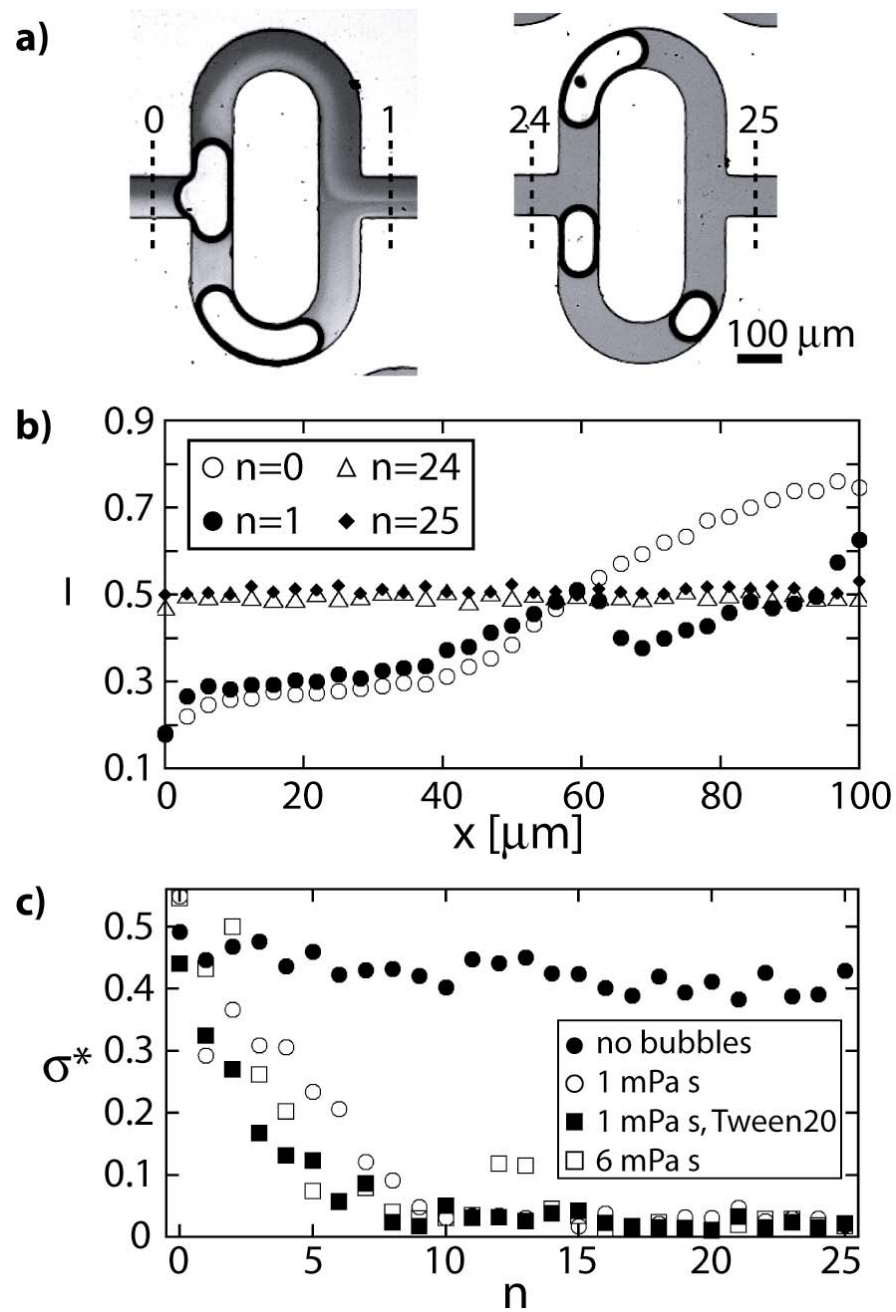 a)
0 1 24 25
100 μm
b)
0.9
0.7
0.5
0.3
0.1
I
○ n=0 △ n=24
● n=1 ◆ n=25
0 20 40 60 80 100
x [μm]
c)
0.5
0.4
0.3
0.2
0.1
0
σ*
● no bubbles
○ 1 mPa s
■ 1 mPa s, Tween20
□ 6 mPa s
0 5 10 15 20 25
n